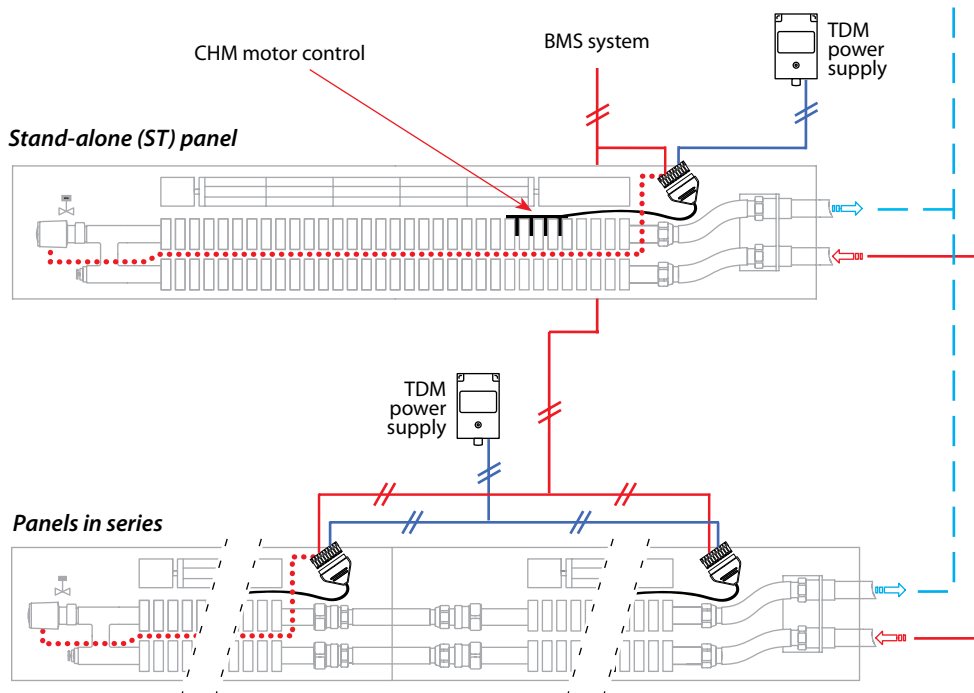 TDM
power
supply
BMS system
CHM motor control
Stand-alone (ST) panel
TDM
power
supply
Panels in series